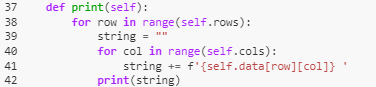 37    def print(self):
38        for row in range(self.rows):
39            string = ""
40            for col in range(self.cols):
41                string += f'{self.data[row][col]} '
42            print(string)